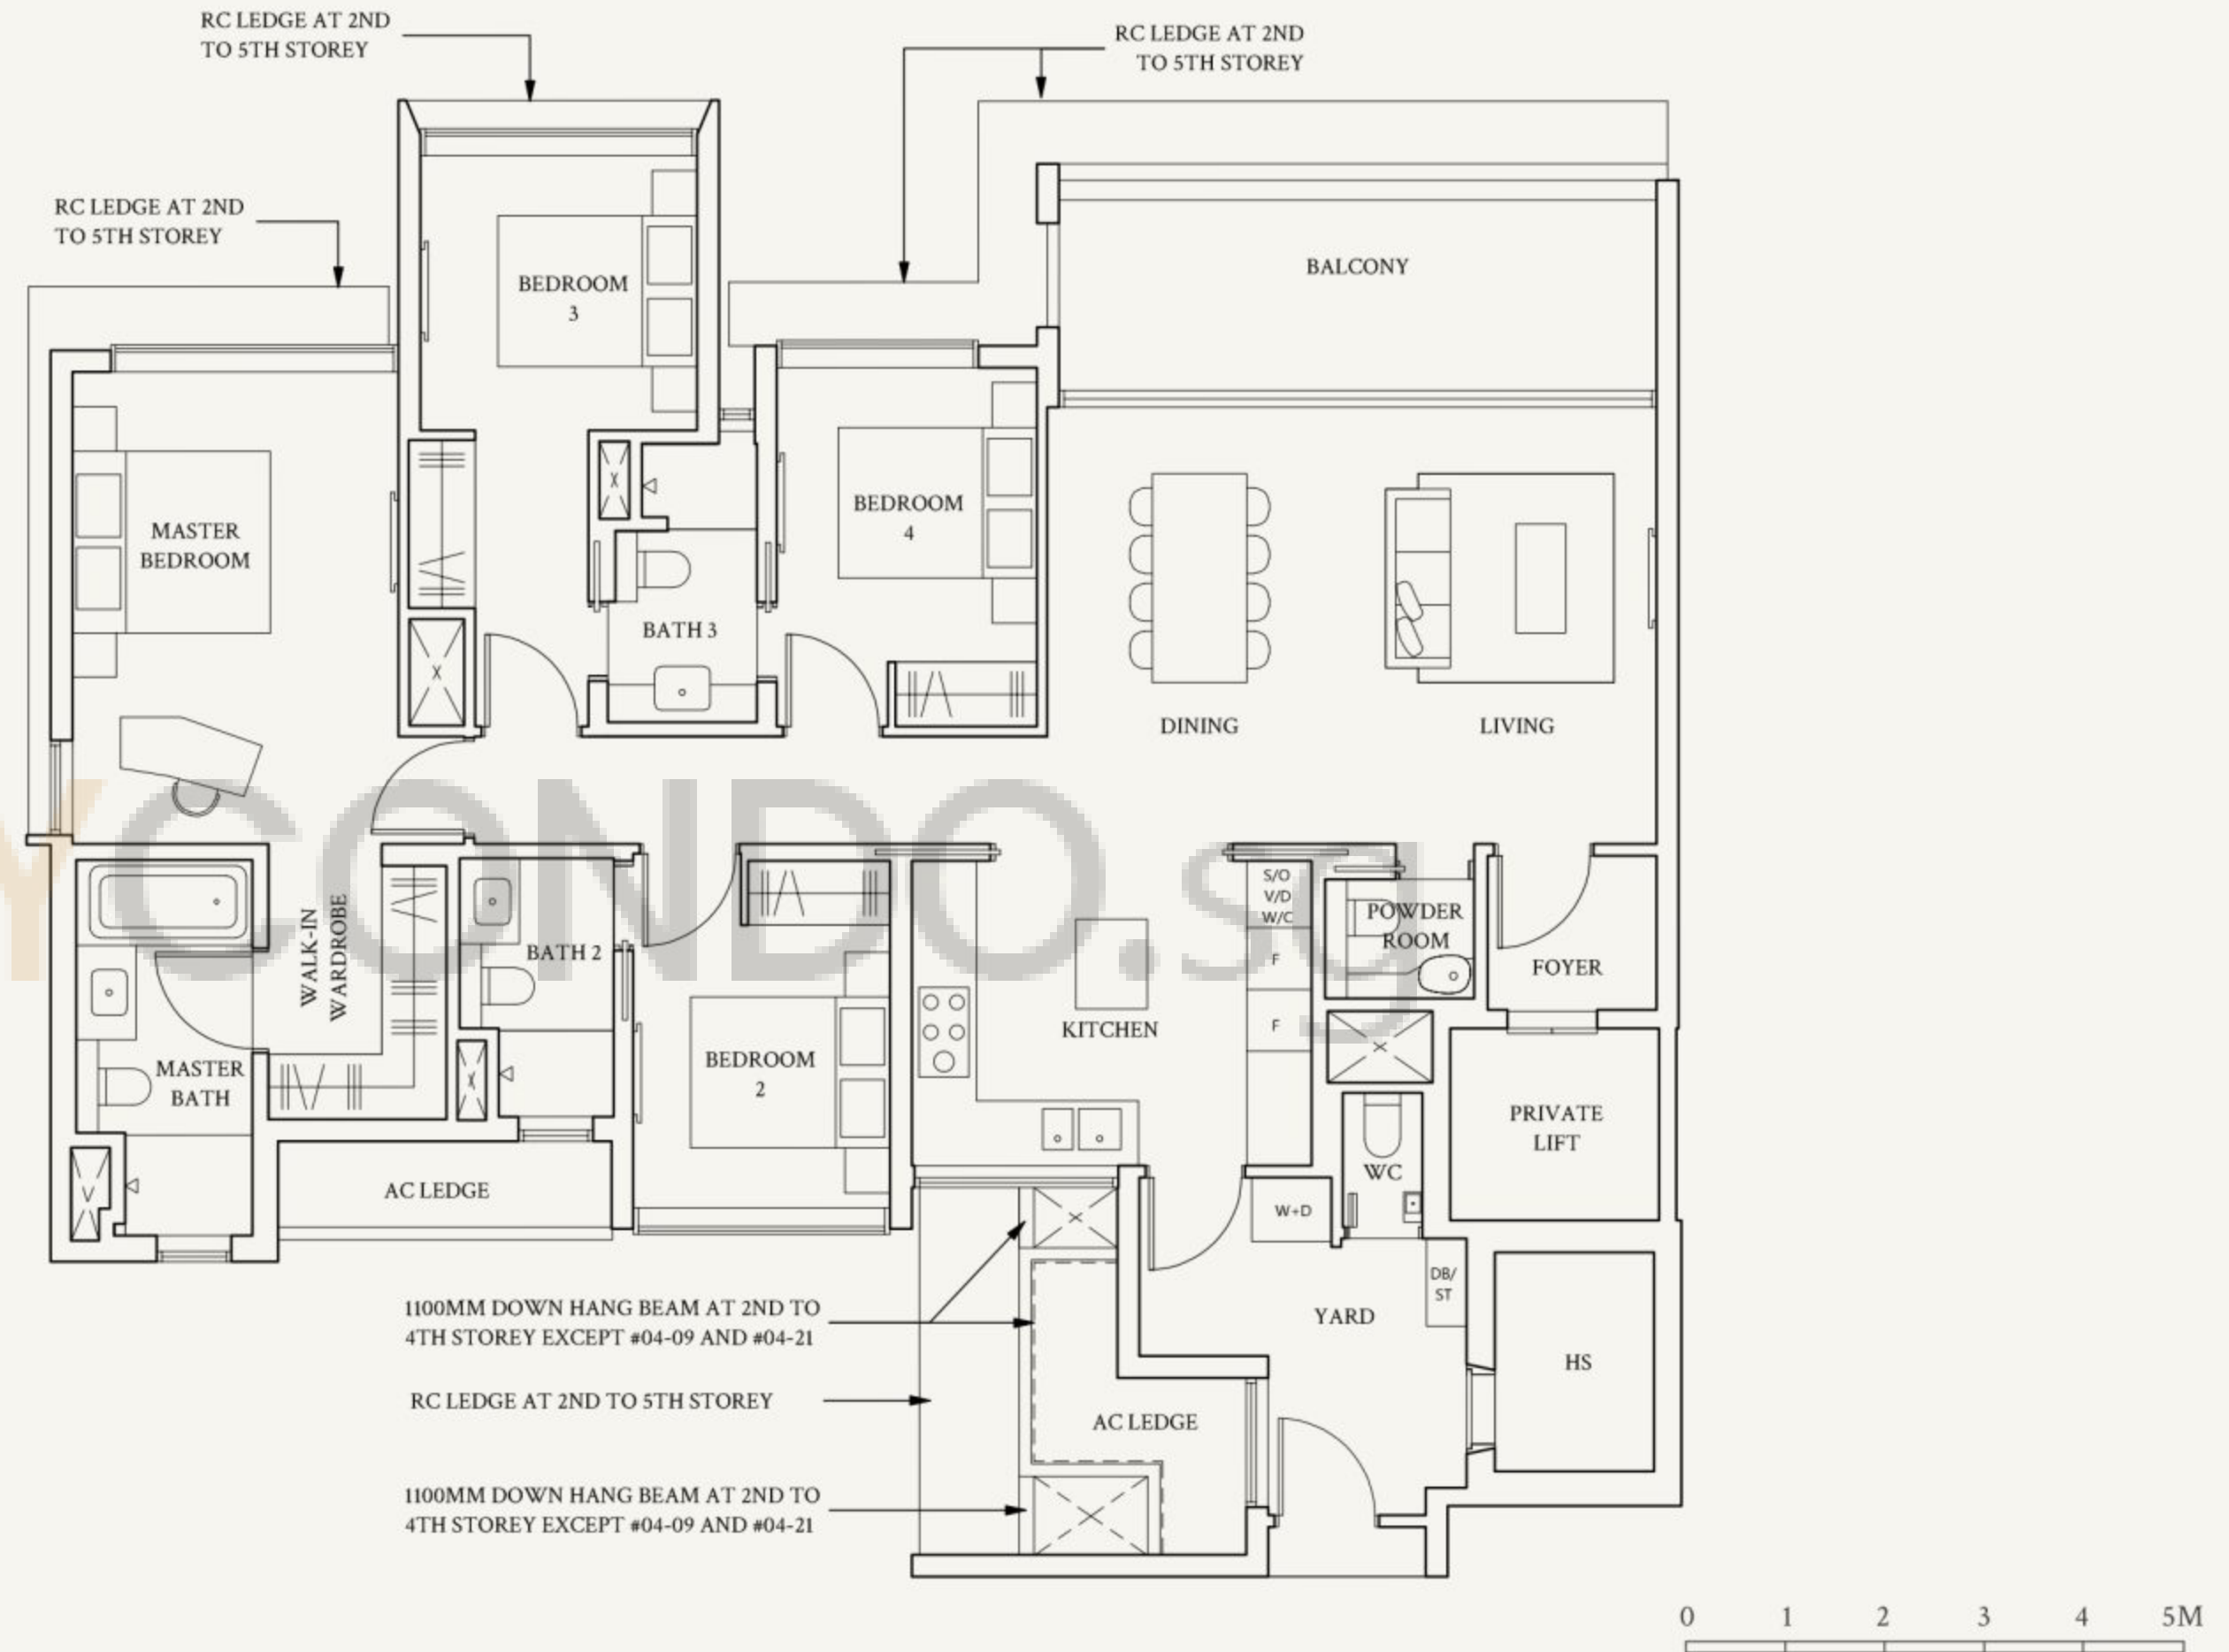 RC LEDGE AT 2ND
TO 5TH STOREY
RC LEDGE AT 2ND
TO 5TH STOREY
RC LEDGE AT 2ND
TO 5TH STOREY
BALCONY
BEDROOM
3
MASTER
BEDROOM
BEDROOM
4
BATH 3
DINING
LIVING
YCONDO.sg
S/O
V/D
W/C
F
F
POWDER
ROOM
FOYER
WALK-IN
WARDROBE
BATH 2
KITCHEN
MASTER
BATH
BEDROOM
2
PRIVATE
LIFT
WC
AC LEDGE
W+D
DB/
ST
YARD
HS
1100MM DOWN HANG BEAM AT 2ND TO
4TH STOREY EXCEPT #04-09 AND #04-21
RC LEDGE AT 2ND TO 5TH STOREY
AC LEDGE
1100MM DOWN HANG BEAM AT 2ND TO
4TH STOREY EXCEPT #04-09 AND #04-21
0 1 2 3 4 5M